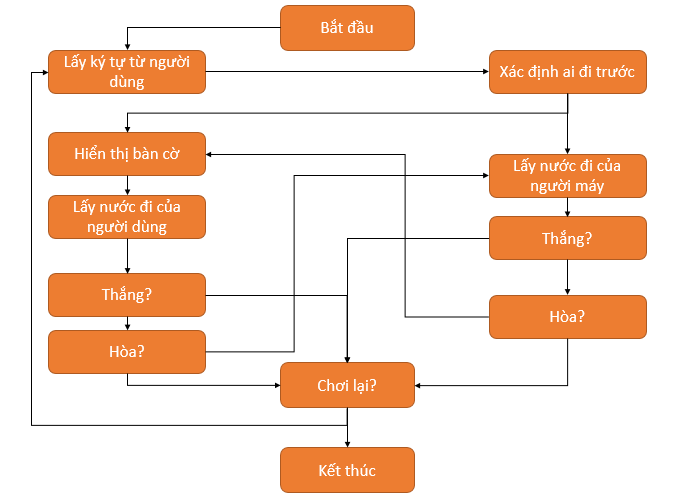 Bắt đầu
Lấy ký tự từ người
dùng
Xác định ai đi trước
Hiển thị bàn cờ
Lấy nước đi của
người máy
Lấy nước đi của
người dùng
Thắng?
Thắng?
Hòa?
Hòa?
Chơi lại?
Kết thúc